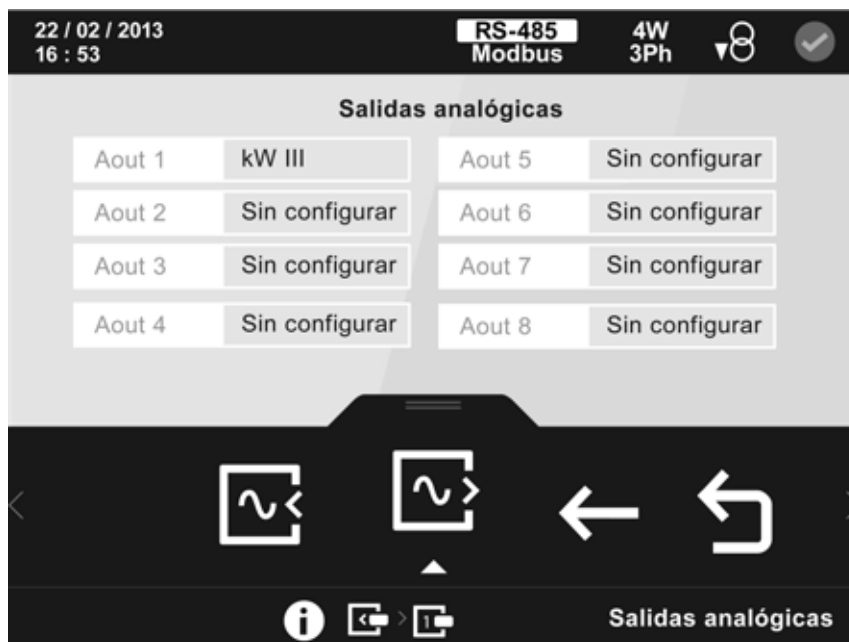 22 / 02 / 2013
16 : 53
RS-485
Modbus
4W
3Ph
Salidas analógicas
Aout 1 kW III
Aout 2 Sin configurar
Aout 3 Sin configurar
Aout 4 Sin configurar
Aout 5 Sin configurar
Aout 6 Sin configurar
Aout 7 Sin configurar
Aout 8 Sin configurar
i
1
Salidas analógicas